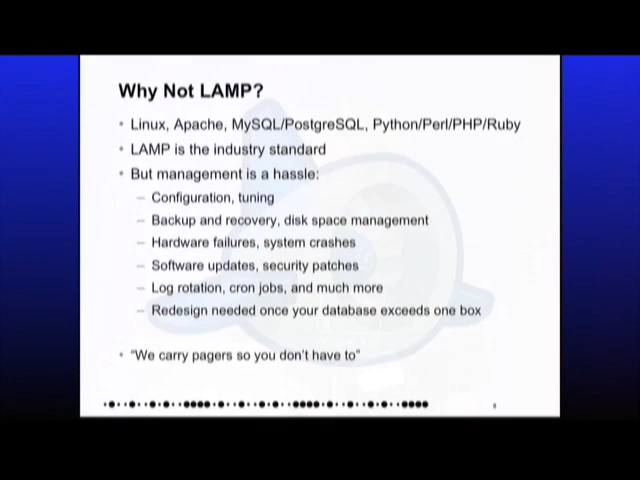 Why Not LAMP?
• Linux, Apache, MySQL/PostgreSQL, Python/Perl/PHP/Ruby
• LAMP is the industry standard
• But management is a hassle:
– Configuration, tuning
– Backup and recovery, disk space management
– Hardware failures, system crashes
– Software updates, security patches
– Log rotation, cron jobs, and much more
– Redesign needed once your database exceeds one box
• "We carry pagers so you don't have to"